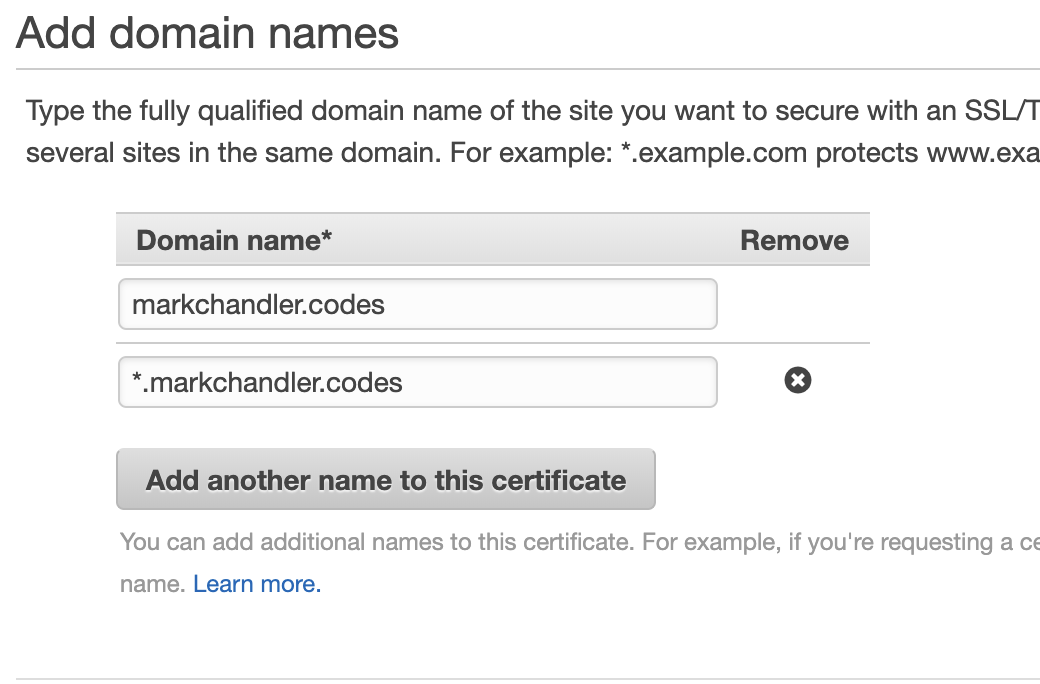 Add domain names
Type the fully qualified domain name of the site you want to secure with an SSL/T
several sites in the same domain. For example: *.example.com protects www.exa
Domain name* Remove
markchandler.codes
*.markchandler.codes
Add another name to this certificate
You can add additional names to this certificate. For example, if you're requesting a ce
name. Learn more.